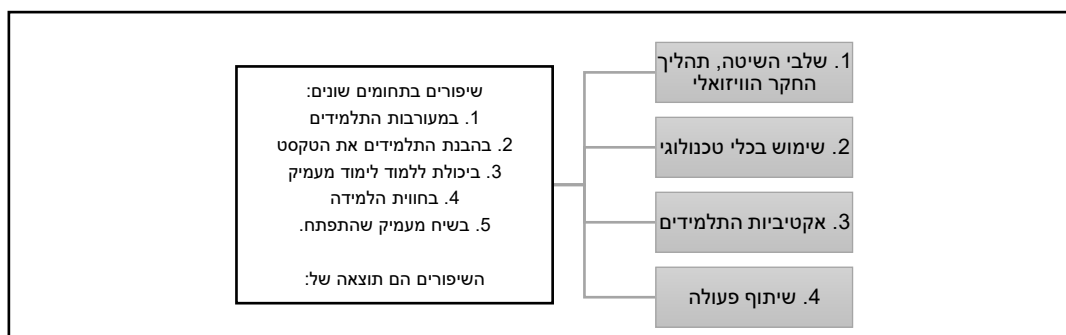 שיפורים בתחומים שונים:
1. במעורבות התלמידים
2. בהבנת התלמידים את הטקסט
3. ביכולת ללמוד לימוד מעמיק
4. בחווית הלמידה
5. בשיח מעמיק שהתפתח.
השיפורים הם תוצאה של:
1. שלבי השיטה, תהליך
החקר הוויזואלי
2. שימוש בכלי טכנולוגי
3. אקטיביות התלמידים
4. שיתוף פעולה